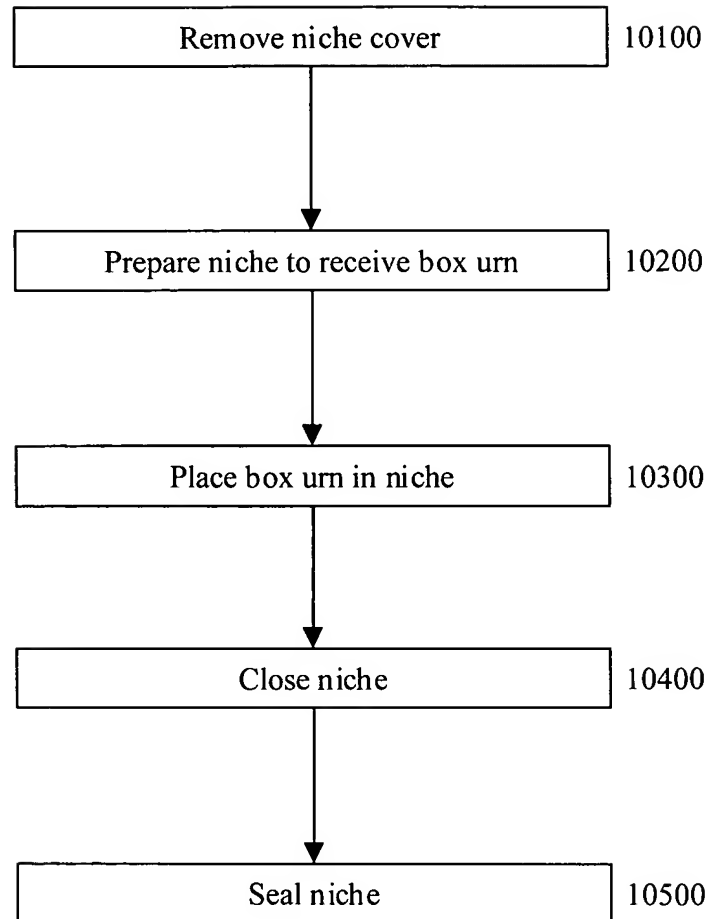 Remove niche cover 10100
Prepare niche to receive box urn 10200
Place box urn in niche 10300
Close niche 10400
Seal niche 10500